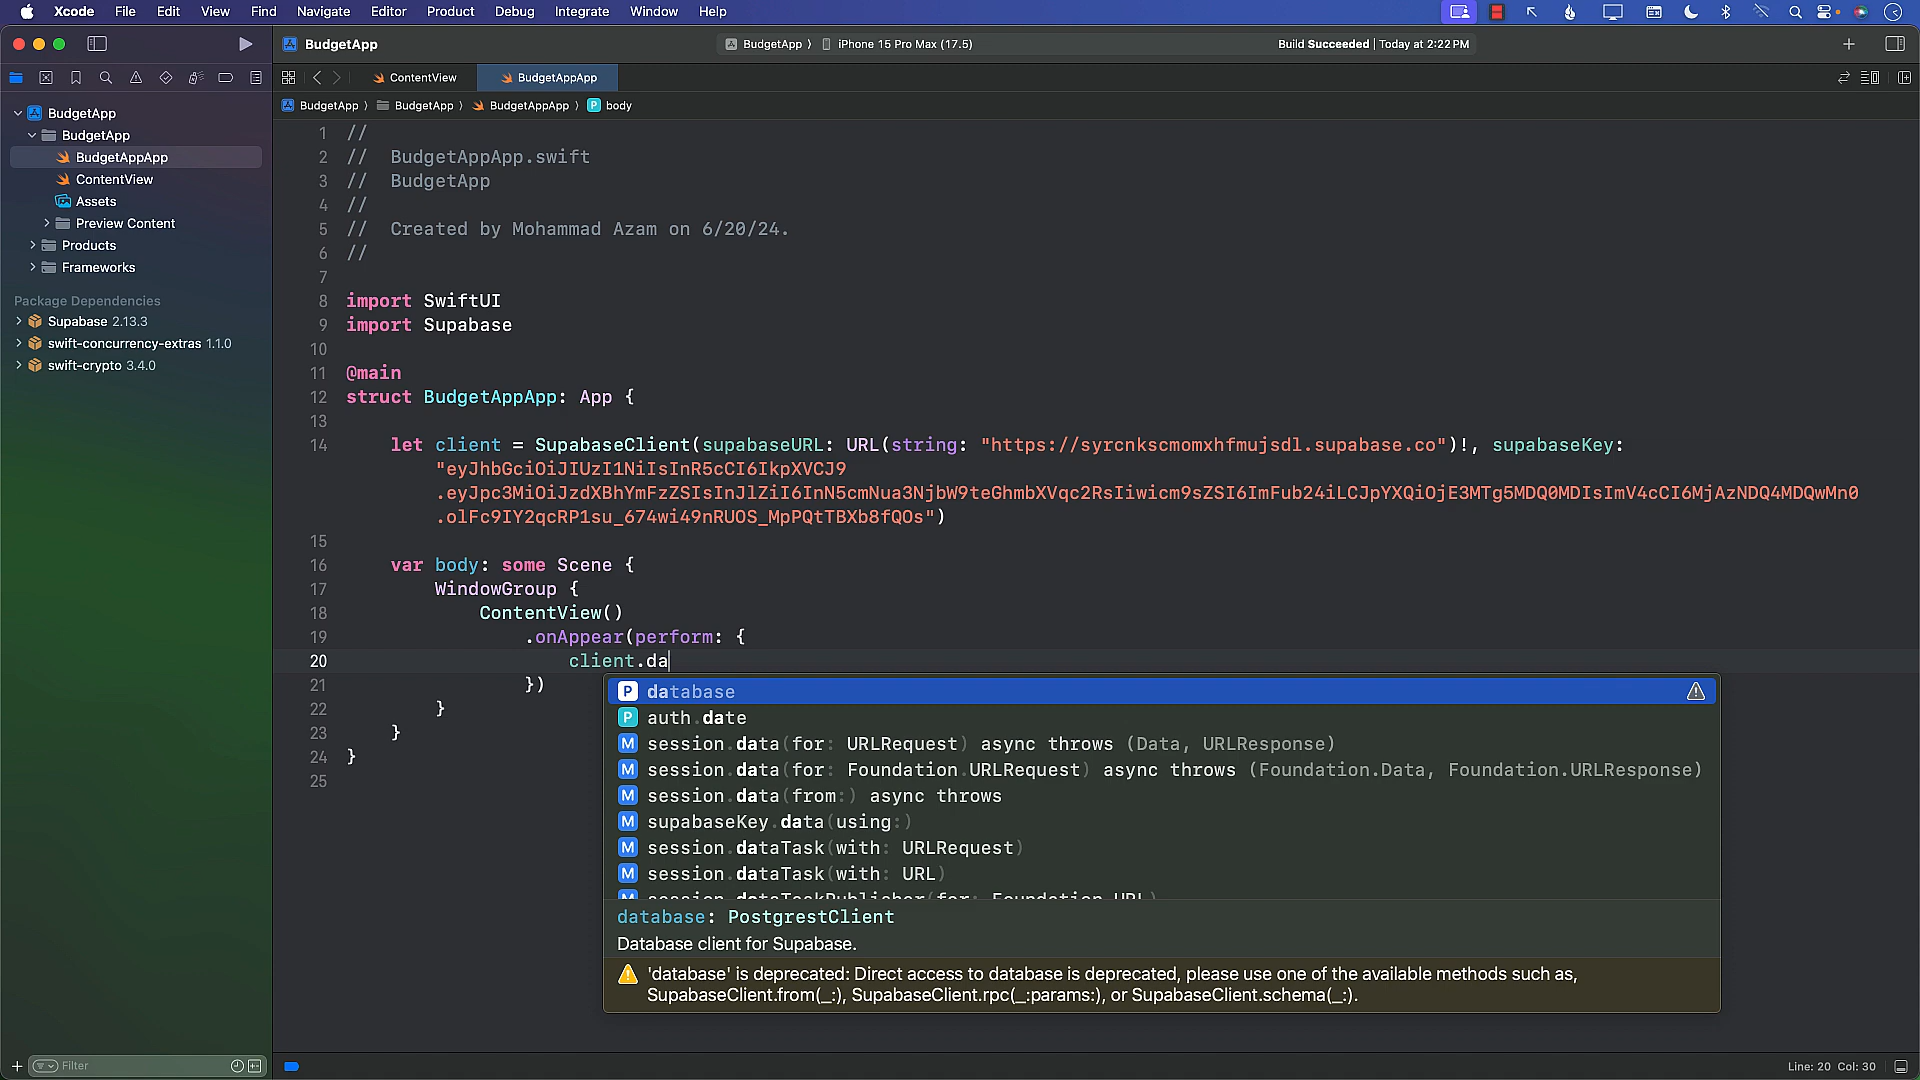 Xcode File Edit View Find Navigate Editor Product Debug Integrate Window Help
BudgetApp
BudgetApp ⟩ iPhone 15 Pro Max (17.5)
Build Succeeded | Today at 2:22 PM
ContentView
BudgetAppApp
BudgetApp ⟩ BudgetApp ⟩ BudgetAppApp ⟩ P body
BudgetApp
BudgetApp
BudgetAppApp
ContentView
Assets
Preview Content
Products
Frameworks
Package Dependencies
Supabase 2.13.3
swift-concurrency-extras 1.1.0
swift-crypto 3.4.0
Filter
1 //
2 //  BudgetAppApp.swift
3 //  BudgetApp
4 //
5 //  Created by Mohammad Azam on 6/20/24.
6 //
7
8 import SwiftUI
9 import Supabase
10
11 @main
12 struct BudgetAppApp: App {
13
14 let client = SupabaseClient(supabaseURL: URL(string: "https://syrcnkscmomxhfmujsdl.supabase.co")!, supabaseKey:
"eyJhbGciOiJIUzI1NiIsInR5cCI6IkpXVCJ9
.eyJpc3MiOiJzdXBhYmFzZSIsInJlZiI6InN5cmNua3NjbW9teGhmbXVqc2RsIiwicm9sZSI6ImFub24iLCJpYXQiOjE3MTg5MDQ0MDIsImV4cCI6MjAzNDQ4MDQwMn0
.olFc9IY2qcRP1su_674wi49nRUOS_MpPQtTBXb8fQOs")
15
16 var body: some Scene {
17 WindowGroup {
18 ContentView()
19 .onAppear(perform: {
20 client.da
21 })
22 }
23 }
24 }
25
P database
P auth.date
M session.data(for: URLRequest) async throws (Data, URLResponse)
M session.data(for: Foundation.URLRequest) async throws (Foundation.Data, Foundation.URLResponse)
M session.data(from:) async throws
M supabaseKey.data(using:)
M session.dataTask(with: URLRequest)
M session.dataTask(with: URL)
M session.dataTaskPublisher(for: Foundation.URL)
database: PostgrestClient
Database client for Supabase.
'database' is deprecated: Direct access to database is deprecated, please use one of the available methods such as,
SupabaseClient.from(_:), SupabaseClient.rpc(_:params:), or SupabaseClient.schema(_:).
Line: 20 Col: 30